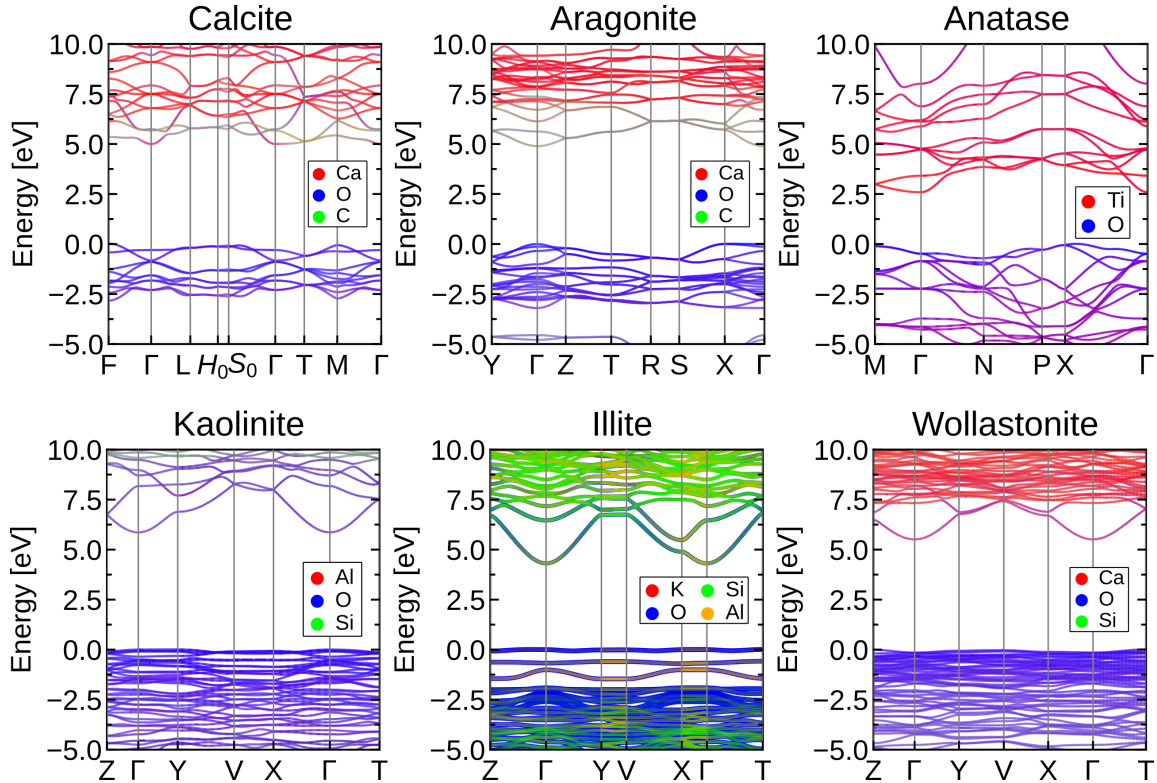 Calcite
10.0
7.5
5.0
2.5
0.0
−2.5
−5.0
Energy [eV]
Ca
O
C
F Γ L H₀ S₀ Γ T M Γ
Aragonite
10.0
7.5
5.0
2.5
0.0
−2.5
−5.0
Energy [eV]
Ca
O
C
Y Γ Z T R S X Γ
Anatase
10.0
7.5
5.0
2.5
0.0
−2.5
−5.0
Energy [eV]
Ti
O
M Γ N P X Γ
Kaolinite
10.0
7.5
5.0
2.5
0.0
−2.5
−5.0
Energy [eV]
Al
O
Si
Z Γ Y V X Γ T
Illite
10.0
7.5
5.0
2.5
0.0
−2.5
−5.0
Energy [eV]
K Si
O Al
Z Γ Y V X Γ T
Wollastonite
10.0
7.5
5.0
2.5
0.0
−2.5
−5.0
Energy [eV]
Ca
O
Si
Z Γ Y V X Γ T